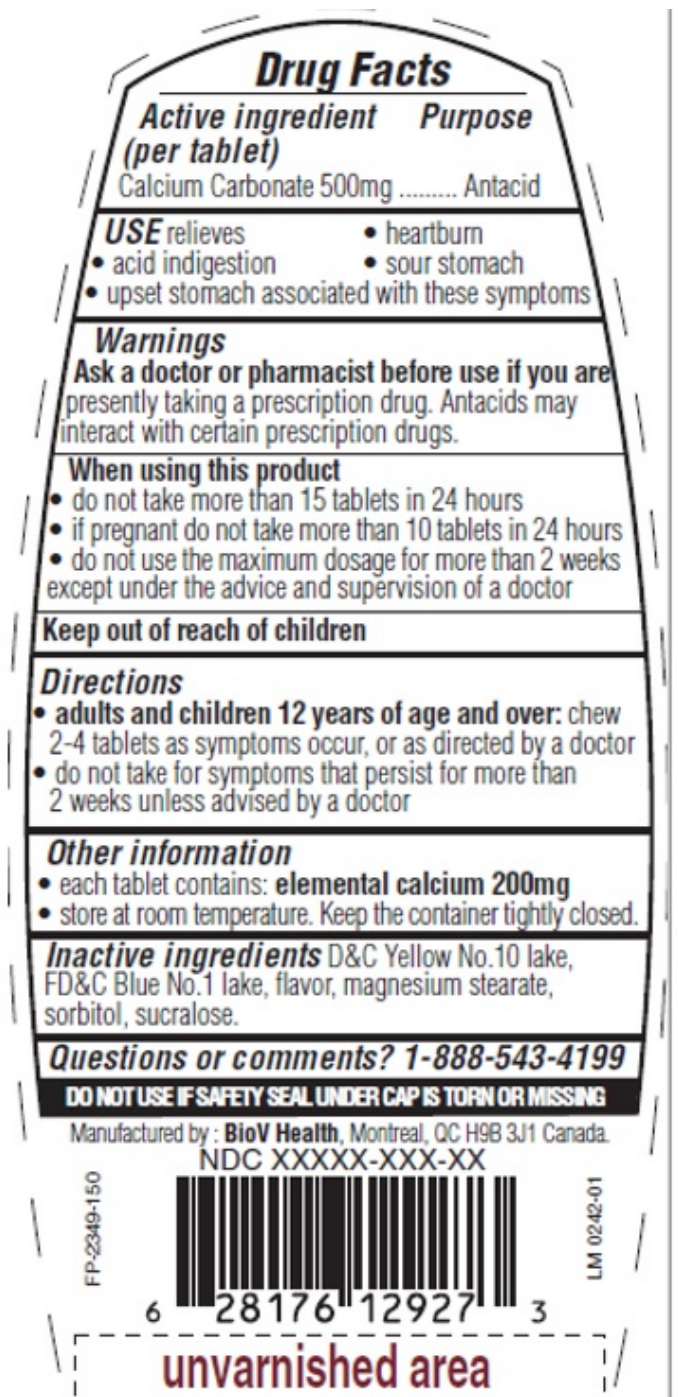 Drug Facts
Active ingredient Purpose
(per tablet)
Calcium Carbonate 500mg ......... Antacid
USE relieves • heartburn
• acid indigestion • sour stomach
• upset stomach associated with these symptoms
Warnings
Ask a doctor or pharmacist before use if you are
presently taking a prescription drug. Antacids may
interact with certain prescription drugs.
When using this product
• do not take more than 15 tablets in 24 hours
• if pregnant do not take more than 10 tablets in 24 hours
• do not use the maximum dosage for more than 2 weeks
except under the advice and supervision of a doctor
Keep out of reach of children
Directions
• adults and children 12 years of age and over: chew
2-4 tablets as symptoms occur, or as directed by a doctor
• do not take for symptoms that persist for more than
2 weeks unless advised by a doctor
Other information
• each tablet contains: elemental calcium 200mg
• store at room temperature. Keep the container tightly closed.
Inactive ingredients D&C Yellow No.10 lake,
FD&C Blue No.1 lake, flavor, magnesium stearate,
sorbitol, sucralose.
Questions or comments? 1-888-543-4199
DO NOT USE IF SAFETY SEAL UNDER CAP IS TORN OR MISSING
Manufactured by : BioV Health, Montreal, QC H9B 3J1 Canada.
NDC XXXXX-XXX-XX
FP-2349-150
LM 0242-01
6 28176 12927 3
unvarnished area